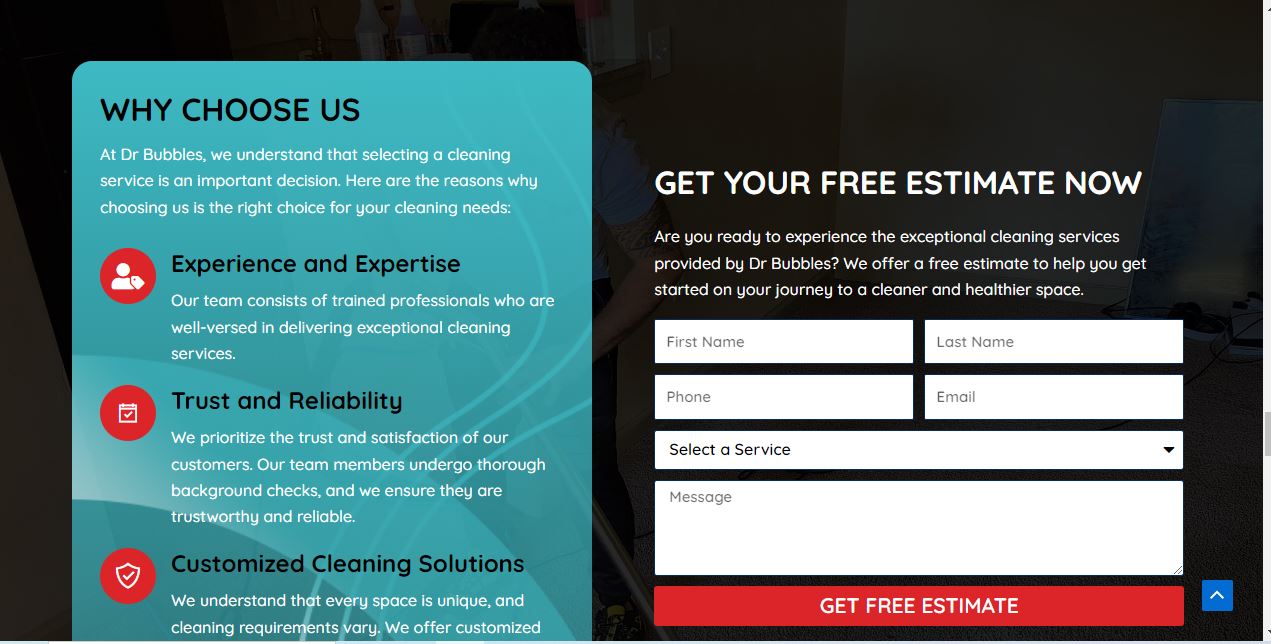 WHY CHOOSE US
At Dr Bubbles, we understand that selecting a cleaning
service is an important decision. Here are the reasons why
choosing us is the right choice for your cleaning needs:
Experience and Expertise
Our team consists of trained professionals who are
well-versed in delivering exceptional cleaning
services.
Trust and Reliability
We prioritize the trust and satisfaction of our
customers. Our team members undergo thorough
background checks, and we ensure they are
trustworthy and reliable.
Customized Cleaning Solutions
We understand that every space is unique, and
cleaning requirements vary. We offer customized
GET YOUR FREE ESTIMATE NOW
Are you ready to experience the exceptional cleaning services
provided by Dr Bubbles? We offer a free estimate to help you get
started on your journey to a cleaner and healthier space.
First Name
Last Name
Phone
Email
Select a Service
Message
GET FREE ESTIMATE